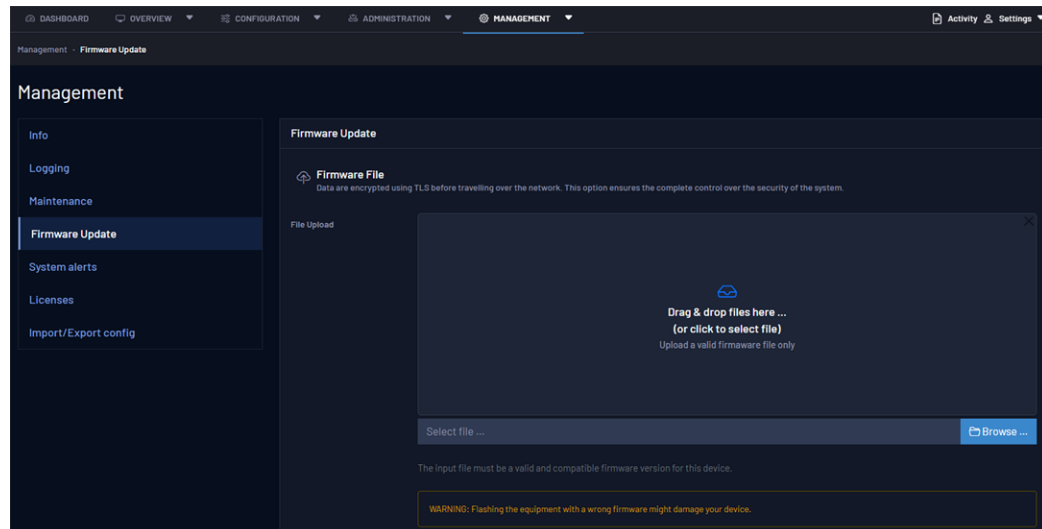 DASHBOARD OVERVIEW CONFIGURATION ADMINISTRATION MANAGEMENT Activity Settings
Management - Firmware Update
Management
Info
Logging
Maintenance
Firmware Update
System alerts
Licenses
Import/Export config
Firmware Update
Firmware File
Data are encrypted using TLS before travelling over the network. This option ensures the complete control over the security of the system.
File Upload
Drag & drop files here ...
(or click to select file)
Upload a valid firmaware file only
Select file ...
Browse ...
The input file must be a valid and compatible firmware version for this device.
WARNING: Flashing the equipment with a wrong firmware might damage your device.